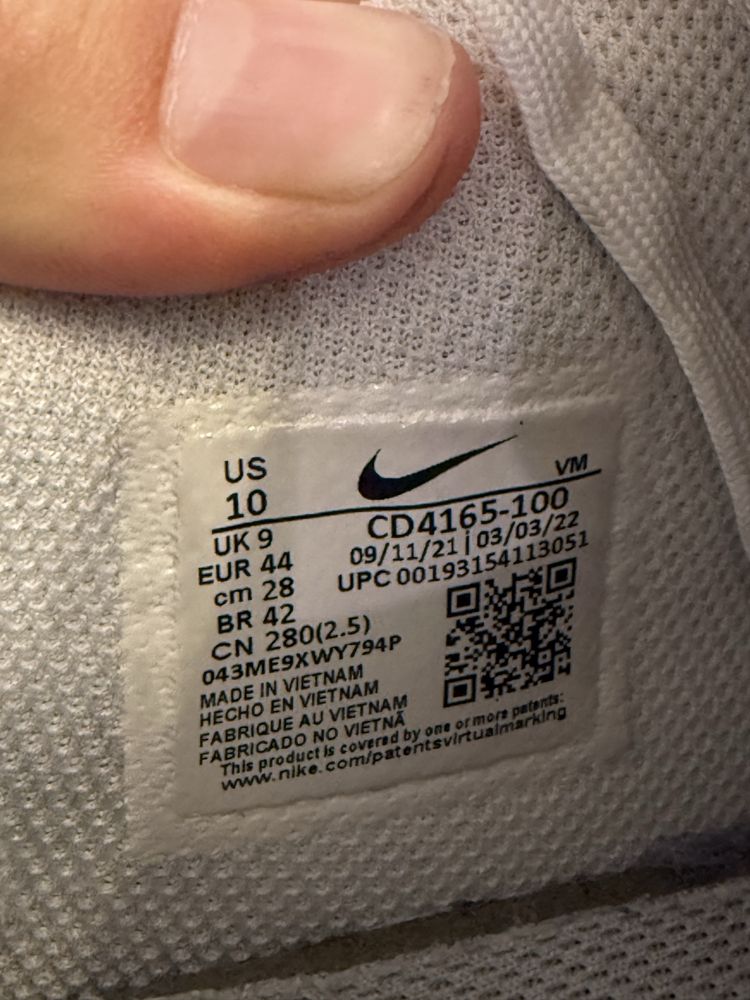 US
10
VM
UK 9
EUR 44
cm 28
BR 42
CN 280(2.5)
CD4165-100
09/11/21 | 03/03/22
UPC 00193154113051
043ME9XWY794P
MADE IN VIETNAM
HECHO EN VIETNAM
FABRIQUE AU VIETNAM
FABRICADO NO VIETNÃ
This product is covered by one or more patents:
www.nike.com/patentsvirtualmarking